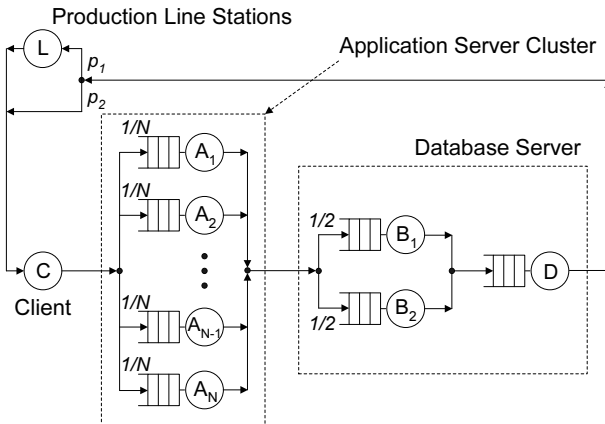 Production Line Stations
L
p1
p2
Application Server Cluster
1/N
A1
1/N
A2
1/N
AN-1
1/N
AN
C
Client
Database Server
1/2
B1
1/2
B2
D